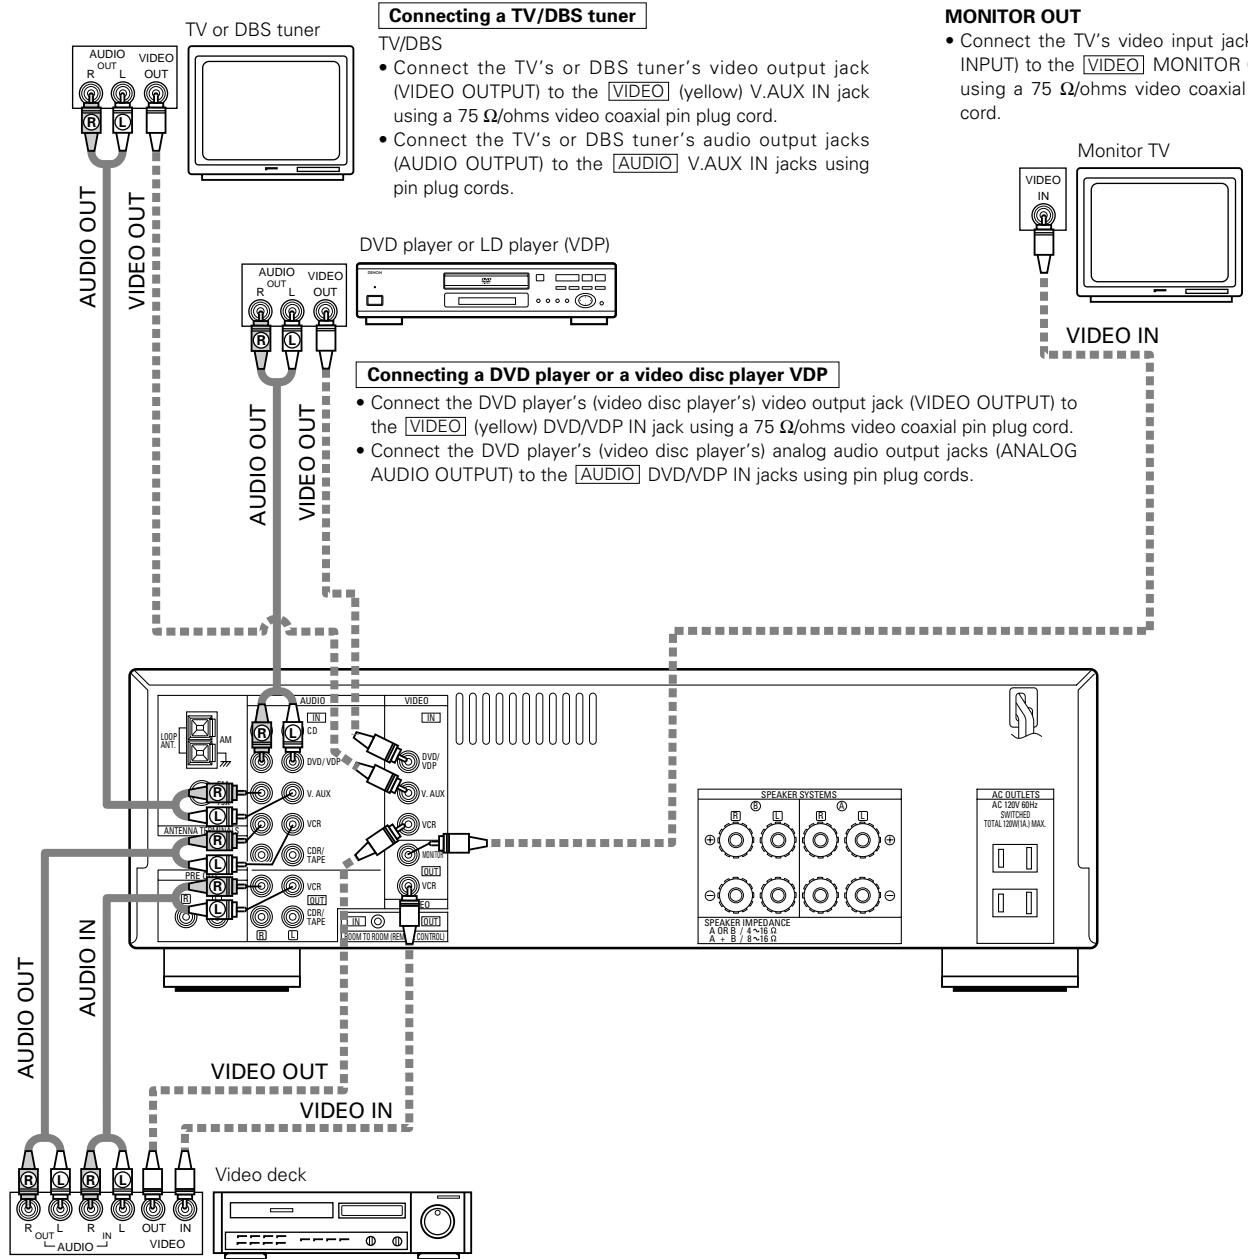 Connecting a TV/DBS tuner
TV/DBS
• Connect the TV's or DBS tuner's video output jack
(VIDEO OUTPUT) to the VIDEO (yellow) V.AUX IN jack
using a 75 Ω/ohms video coaxial pin plug cord.
• Connect the TV's or DBS tuner's audio output jacks
(AUDIO OUTPUT) to the AUDIO V.AUX IN jacks using
pin plug cords.
MONITOR OUT
• Connect the TV's video input
INPUT) to the VIDEO MONITOR
using a 75 Ω/ohms video coaxial
cord.
TV or DBS tuner
AUDIO
OUT
R L
VIDEO
OUT
R L
AUDIO OUT
VIDEO OUT
Monitor TV
VIDEO
IN
VIDEO IN
DVD player or LD player (VDP)
AUDIO
OUT
R L
VIDEO
OUT
R L
DENON
AUDIO OUT
VIDEO OUT
Connecting a DVD player or a video disc player VDP
• Connect the DVD player's (video disc player's) video output jack (VIDEO OUTPUT) to
the VIDEO (yellow) DVD/VDP IN jack using a 75 Ω/ohms video coaxial pin plug cord.
• Connect the DVD player's (video disc player's) analog audio output jacks (ANALOG
AUDIO OUTPUT) to the AUDIO DVD/VDP IN jacks using pin plug cords.
LOOP
ANT.
AM
ANTENNA TERMINALS
PRE
R
AUDIO
IN
CD
R L
DVD/VDP
R
L
V. AUX
R
L
VCR
CDR/
TAPE
R
L
VCR
OUT
CDR/
TAPE
R L
VIDEO
IN
DVD/
VDP
V. AUX
VCR
MONITOR
OUT
VCR
IN
OUT
ROOM TO ROOM (REMOTE CONTROL)
SPEAKER SYSTEMS
B A
R L R L
⊕ ⊕
⊖ ⊖
SPEAKER IMPEDANCE
A OR B / 4~16 Ω
A + B / 8~16 Ω
AC OUTLETS
AC 120V 60Hz
SWITCHED
TOTAL 120W(1A.) MAX.
AUDIO OUT
AUDIO IN
VIDEO OUT
VIDEO IN
Video deck
R L R L
R L R L OUT IN
OUT IN
AUDIO VIDEO